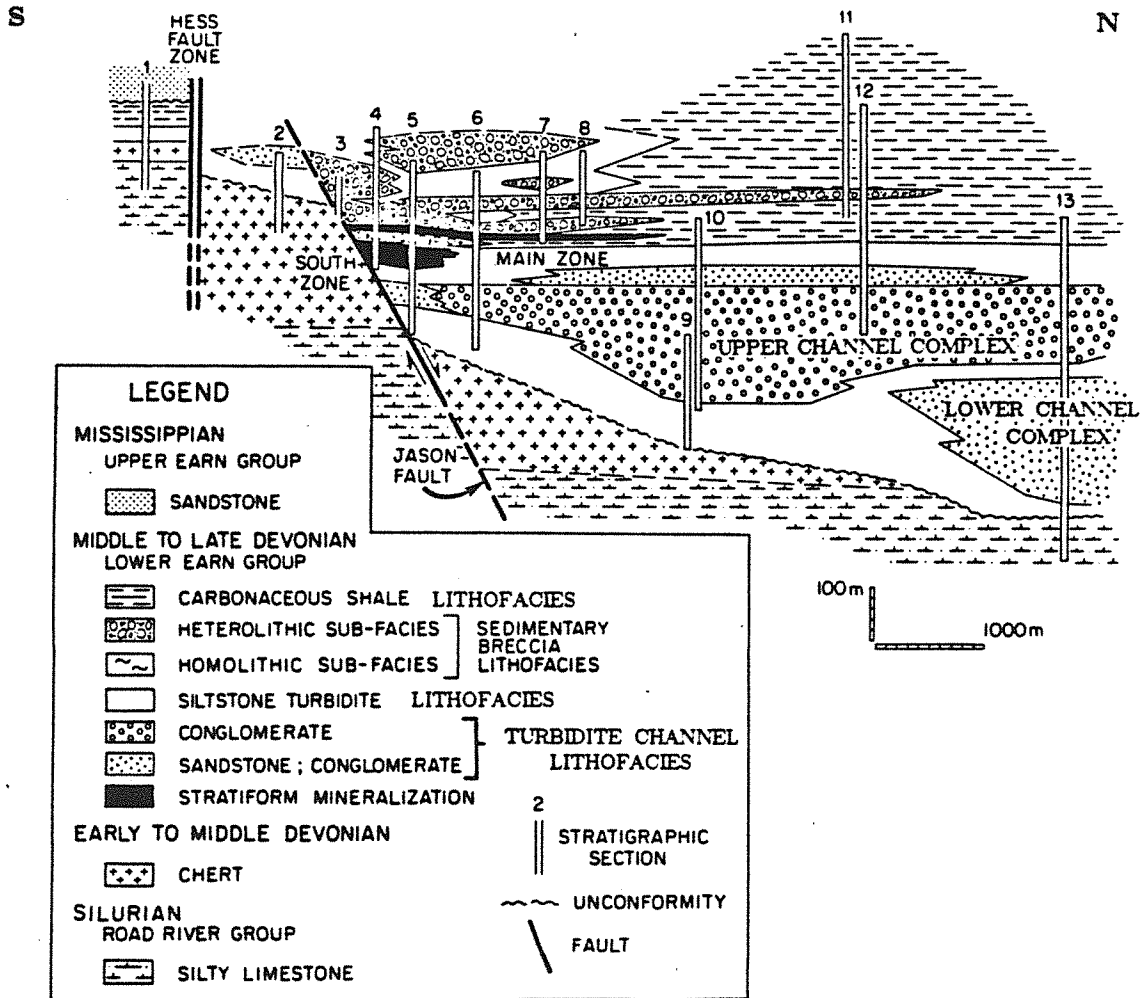 S
N
HESS
FAULT
ZONE
1
2
3
4
5
6
7
8
11
12
13
10
9
SOUTH
ZONE
MAIN ZONE
UPPER CHANNEL COMPLEX
LOWER CHANNEL
COMPLEX
JASON
FAULT
100m
1000m
LEGEND
MISSISSIPPIAN
UPPER EARN GROUP
SANDSTONE
MIDDLE TO LATE DEVONIAN
LOWER EARN GROUP
CARBONACEOUS SHALE LITHOFACIES
HETEROLITHIC SUB-FACIES
HOMOLITHIC SUB-FACIES
SEDIMENTARY
BRECCIA
LITHOFACIES
SILTSTONE TURBIDITE LITHOFACIES
CONGLOMERATE
SANDSTONE; CONGLOMERATE
TURBIDITE CHANNEL
LITHOFACIES
STRATIFORM MINERALIZATION
EARLY TO MIDDLE DEVONIAN
CHERT
SILURIAN
ROAD RIVER GROUP
SILTY LIMESTONE
2
STRATIGRAPHIC
SECTION
UNCONFORMITY
FAULT